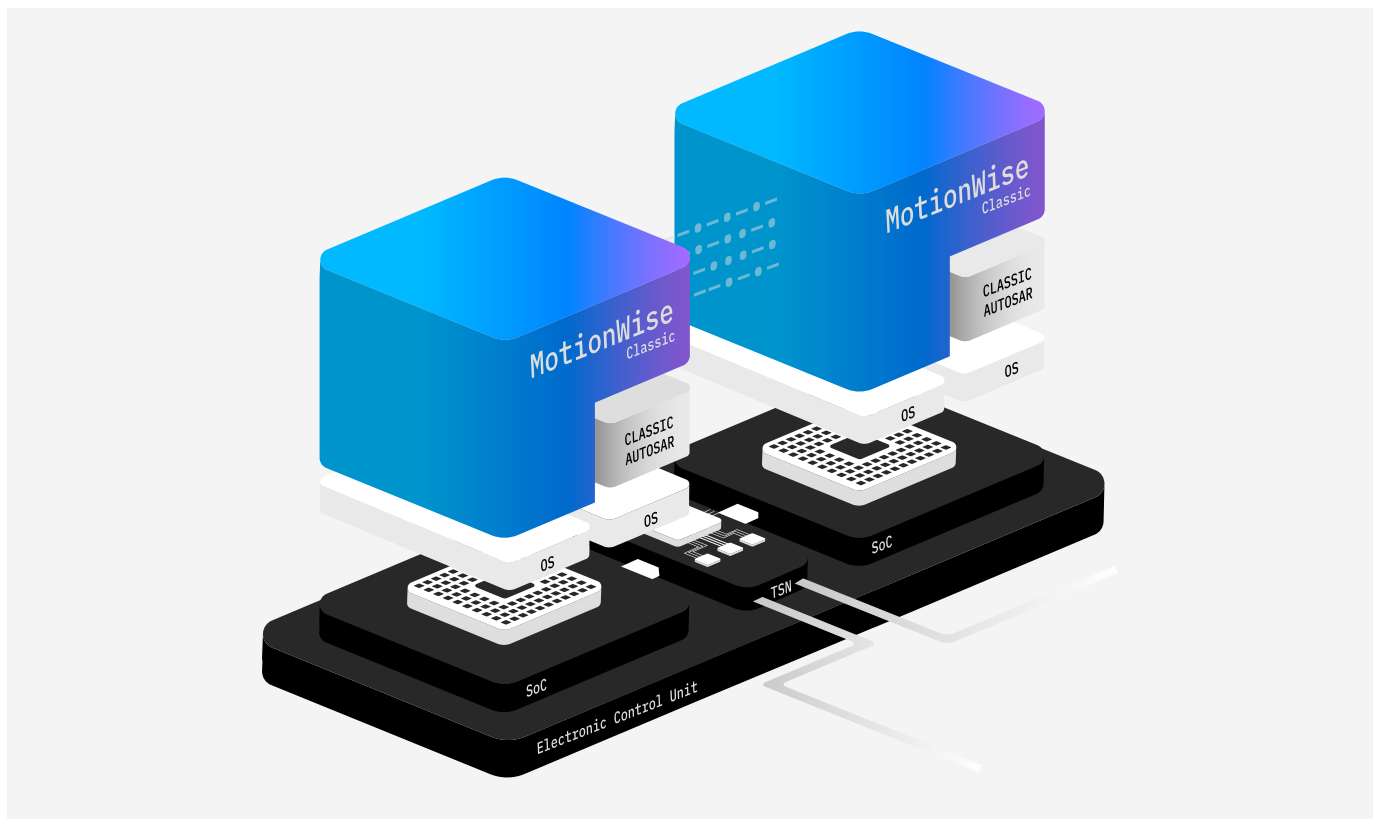 MotionWise
Classic
CLASSIC
AUTOSAR
OS
OS
SoC
MotionWise
Classic
CLASSIC
AUTOSAR
OS
OS
TSN
SoC
Electronic Control Unit